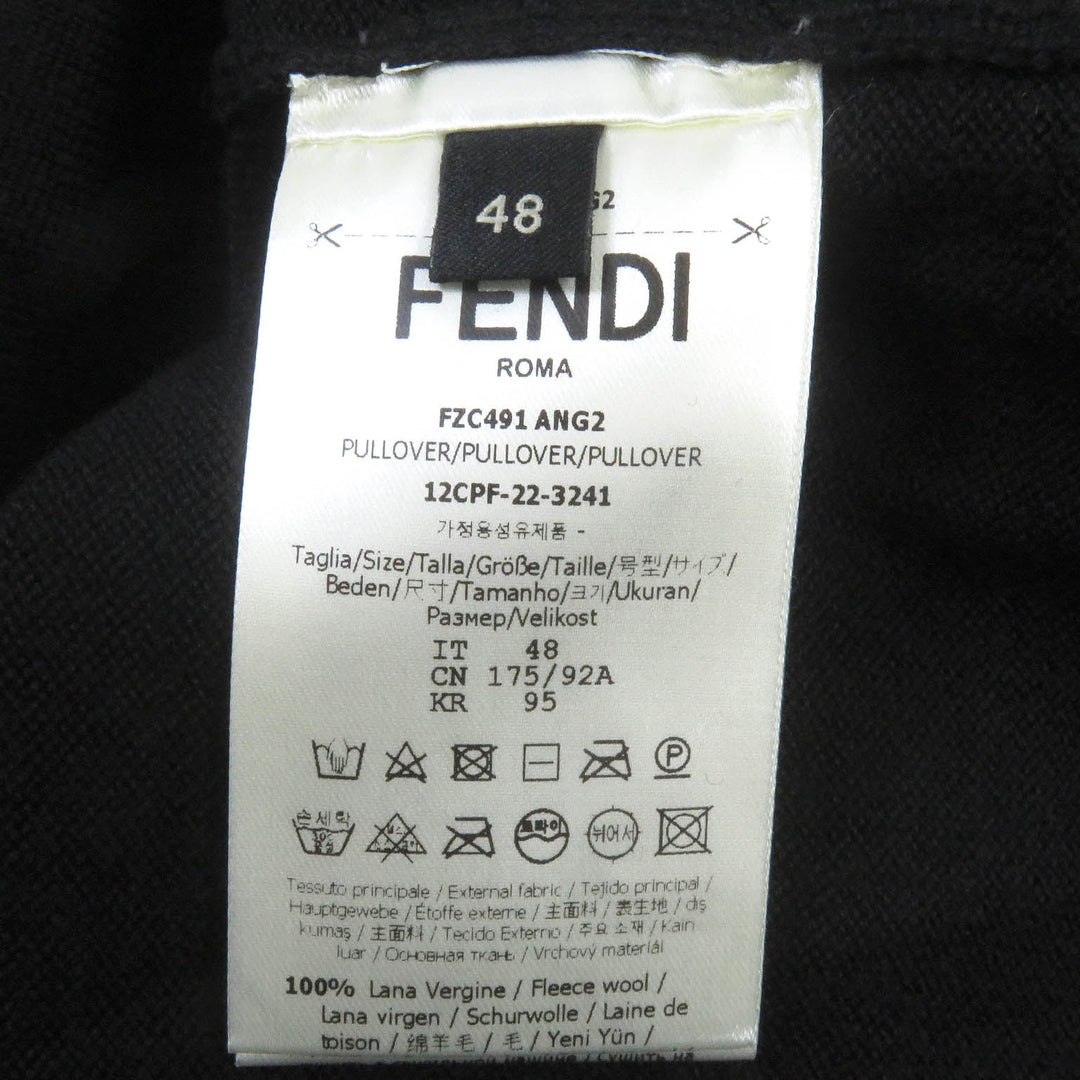 48
G2
FENDI
ROMA
FZC491 ANG2
PULLOVER/PULLOVER/PULLOVER
12CPF-22-3241
가정용섬유제품 -
Taglia/Size/Talla/Größe/Taille/号型/サイズ/
Beden/尺寸/Tamanho/크기/Ukuran/
Размер/Velikost
IT 48
CN 175/92A
KR 95
P
손세탁
드라이
뉘어서
Tessuto principale / External fabric / Tejido principal /
Hauptgewebe / Étoffe externe / 主面料 / 表生地 / dış
kumaş / 主面料 / Tecido Externo / 주요 소재 / Kain
luar / Основная ткань / Vrchový materiál
100% Lana Vergine / Fleece wool /
Lana virgen / Schurwolle / Laine de
toison / 绵羊毛 / 毛 / Yeni Yün /